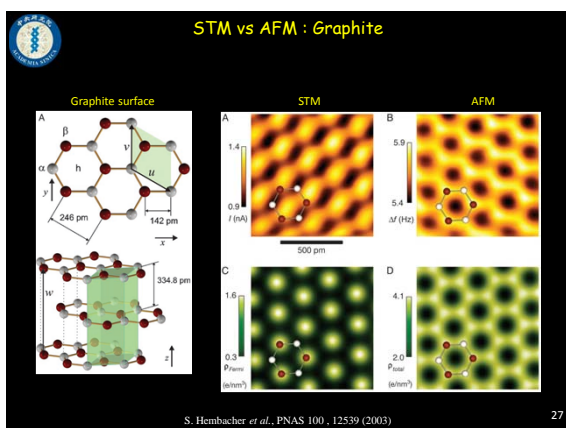 STM vs AFM : Graphite
ACADEMIA SINICA
Graphite surface
STM
AFM
A
β
α
h
v
u
y
246 pm
142 pm
x
334.8 pm
w
z
A
1.4
0.9
I (nA)
500 pm
B
5.9
5.4
Δf (Hz)
C
1.6
0.3
ρFermi
(e/nm³)
D
4.1
2.0
ρtotal
(e/nm³)
S. Hembacher et al., PNAS 100 , 12539 (2003)
27